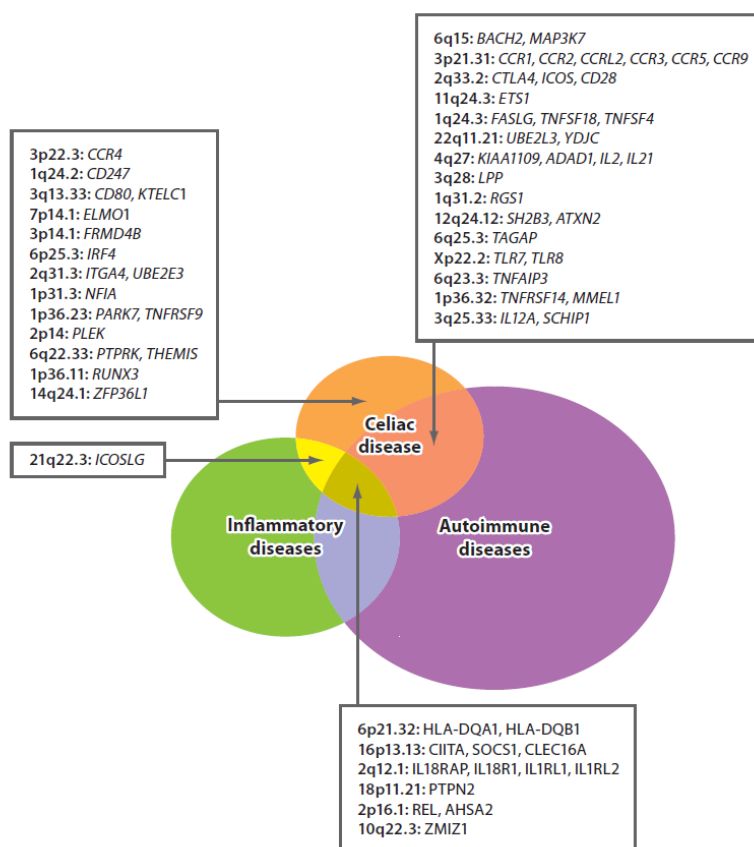 6q15: BACH2, MAP3K7
3p21.31: CCR1, CCR2, CCRL2, CCR3, CCR5, CCR9
2q33.2: CTLA4, ICOS, CD28
11q24.3: ETS1
1q24.3: FASLG, TNFSF18, TNFSF4
22q11.21: UBE2L3, YDJC
4q27: KIAA1109, ADAD1, IL2, IL21
3q28: LPP
1q31.2: RGS1
12q24.12: SH2B3, ATXN2
6q25.3: TAGAP
Xp22.2: TLR7, TLR8
6q23.3: TNFAIP3
1p36.32: TNFRSF14, MMEL1
3q25.33: IL12A, SCHIP1
3p22.3: CCR4
1q24.2: CD247
3q13.33: CD80, KTELC1
7p14.1: ELMO1
3p14.1: FRMD4B
6p25.3: IRF4
2q31.3: ITGA4, UBE2E3
1p31.3: NFIA
1p36.23: PARK7, TNFRSF9
2p14: PLEK
6q22.33: PTPRK, THEMIS
1p36.11: RUNX3
14q24.1: ZFP36L1
21q22.3: ICOSLG
Celiac
disease
Inflammatory
diseases
Autoimmune
diseases
6p21.32: HLA-DQA1, HLA-DQB1
16p13.13: CIITA, SOCS1, CLEC16A
2q12.1: IL18RAP, IL18R1, IL1RL1, IL1RL2
18p11.21: PTPN2
2p16.1: REL, AHSA2
10q22.3: ZMIZ1